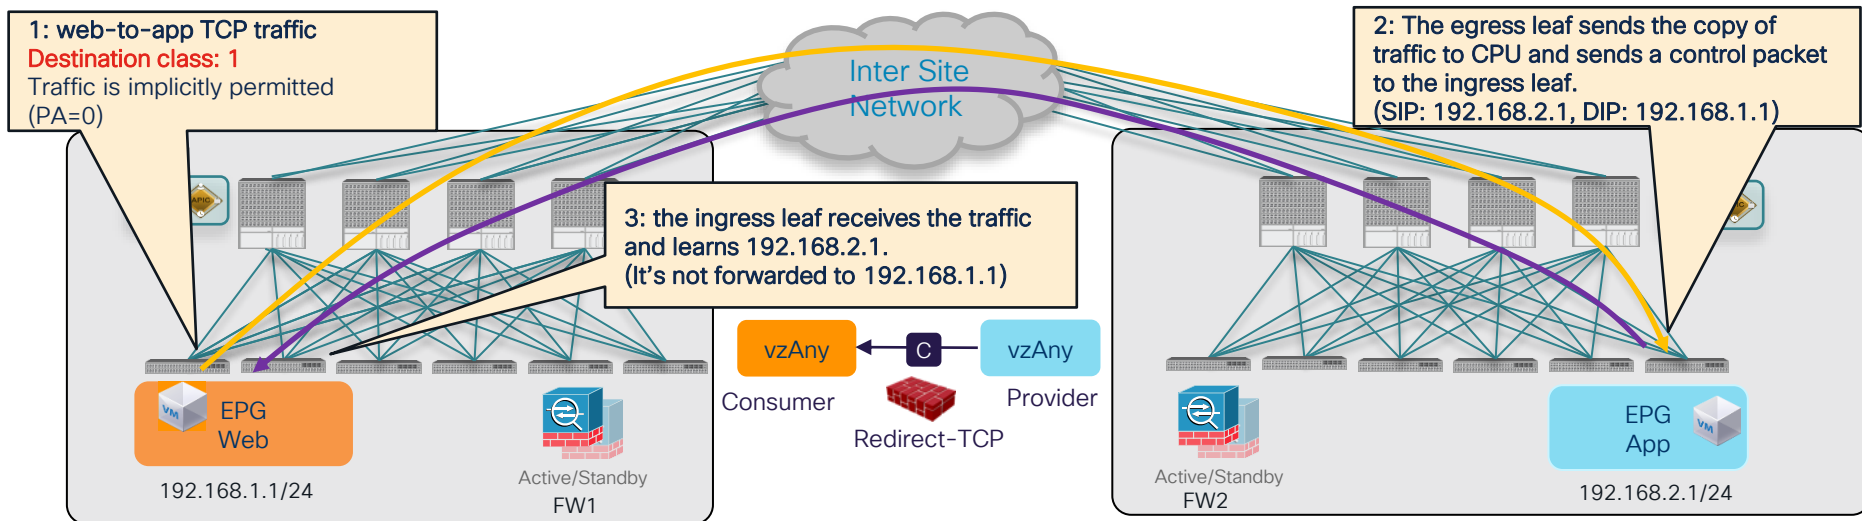 1: web-to-app TCP traffic
Destination class: 1
Traffic is implicitly permitted
(PA=0)
Inter Site
Network
2: The egress leaf sends the copy of
traffic to CPU and sends a control packet
to the ingress leaf.
(SIP: 192.168.2.1, DIP: 192.168.1.1)
APIC
IC
3: the ingress leaf receives the traffic
and learns 192.168.2.1.
(It's not forwarded to 192.168.1.1)
vzAny
C
vzAny
Consumer
Provider
Redirect-TCP
VM
EPG
Web
192.168.1.1/24
Active/Standby
FW1
Active/Standby
FW2
EPG
App
VM
192.168.2.1/24